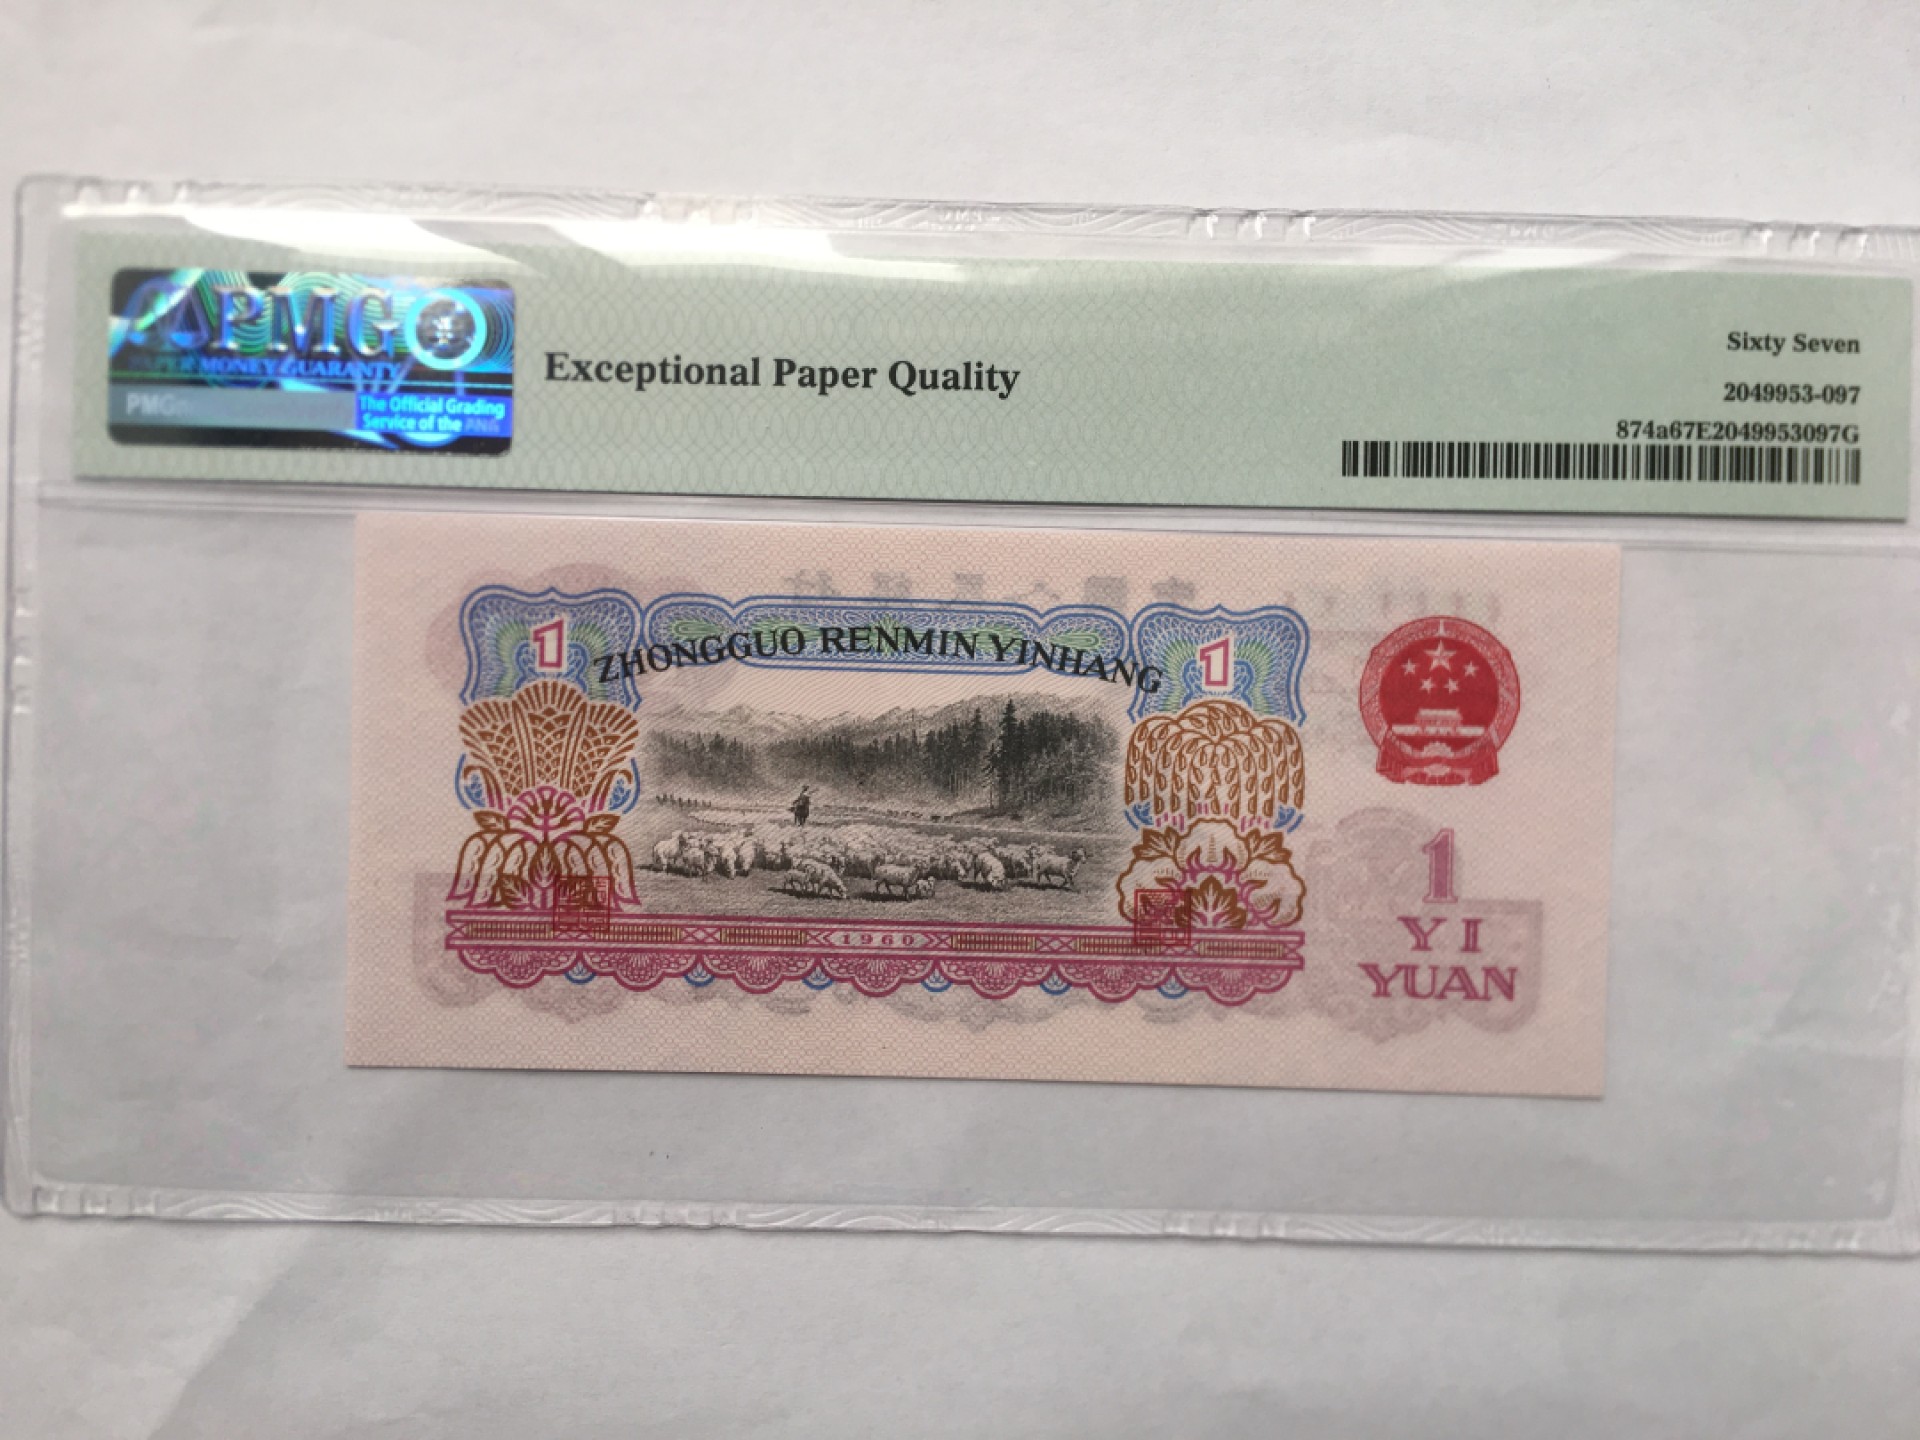 PMG
PAPER MONEY GUARANTY
The Official Grading
Service of the PNG
Exceptional Paper Quality
Sixty Seven
2049953-097
874a67E2049953097G
1
ZHONGGUO RENMIN YINHANG
1
1960
1
YI
YUAN